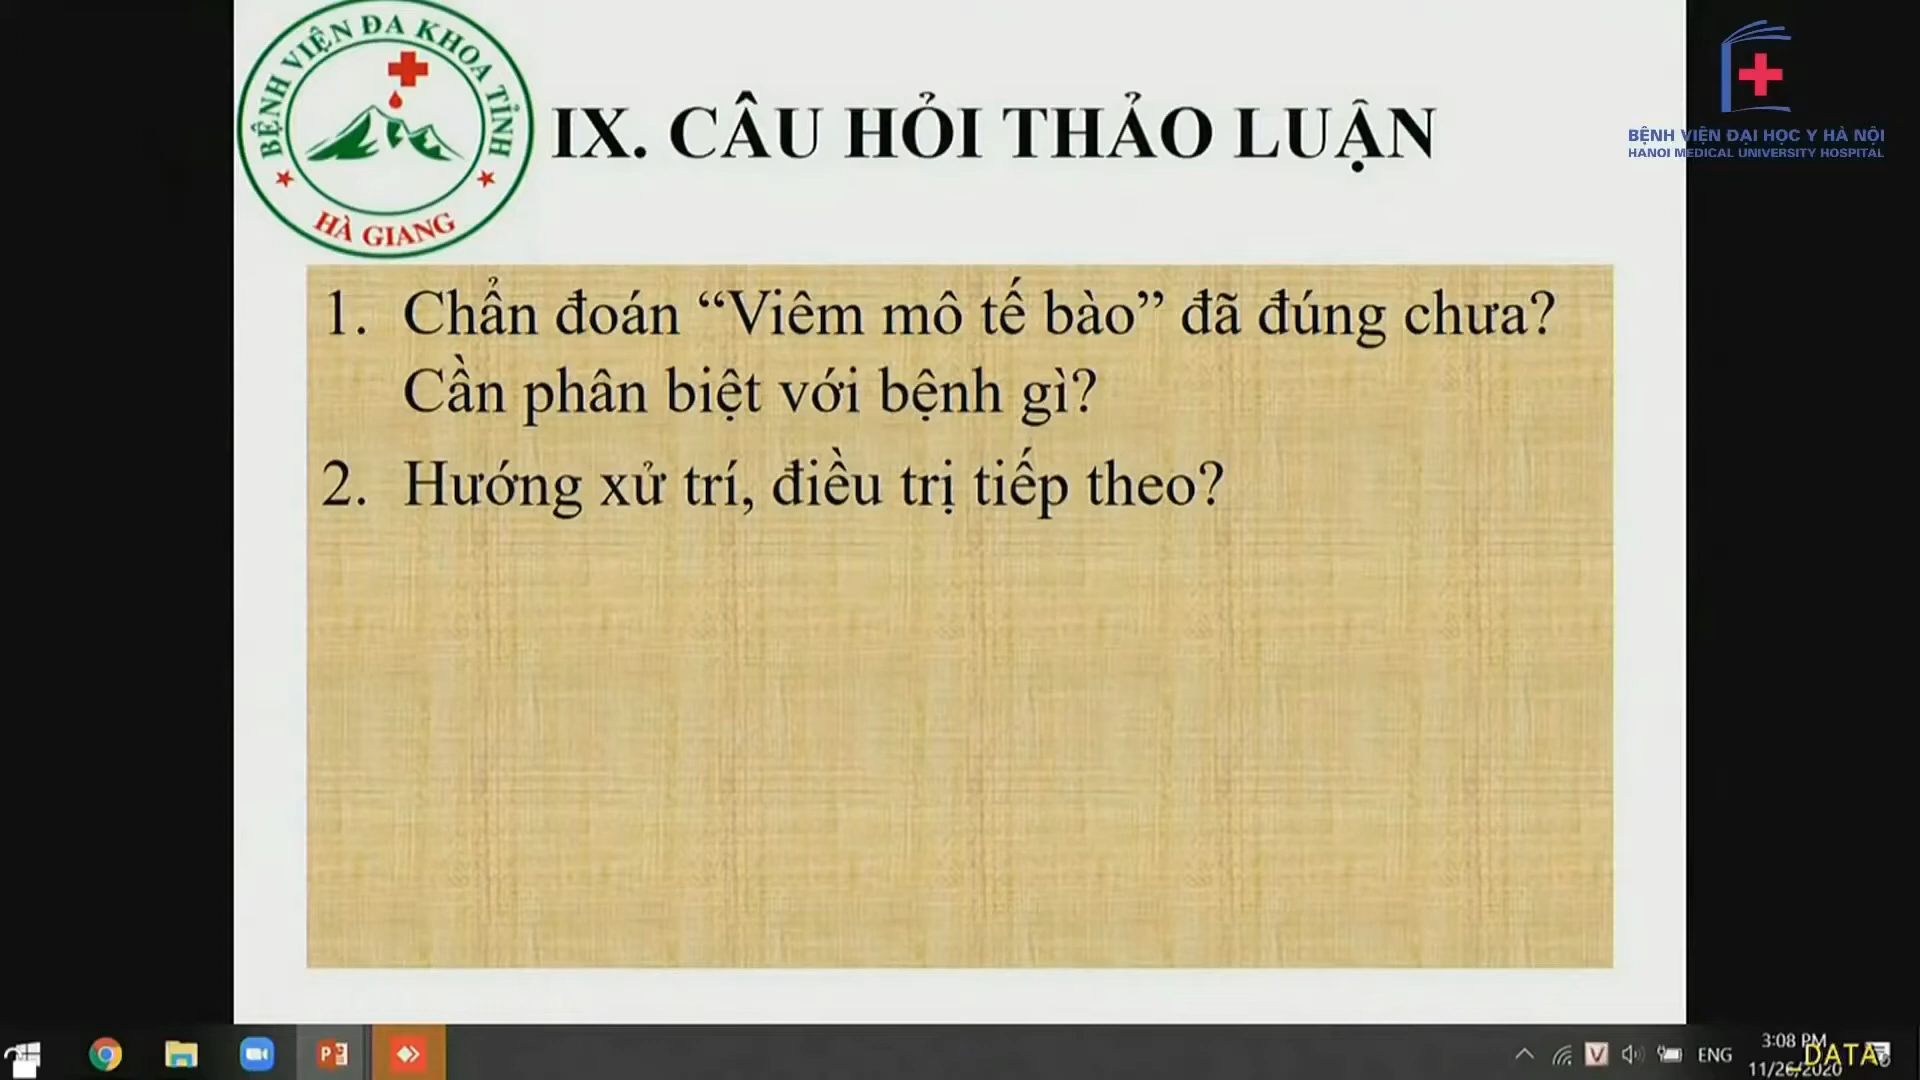 BỆNH VIỆN ĐA KHOA TỈNH
HÀ GIANG
IX. CÂU HỎI THẢO LUẬN
BỆNH VIỆN ĐẠI HỌC Y HÀ NỘI
HANOI MEDICAL UNIVERSITY HOSPITAL
1. Chẩn đoán “Viêm mô tế bào” đã đúng chưa?
Cần phân biệt với bệnh gì?
2. Hướng xử trí, điều trị tiếp theo?
ENG
3:08 PM
11/26/2020
_DATA